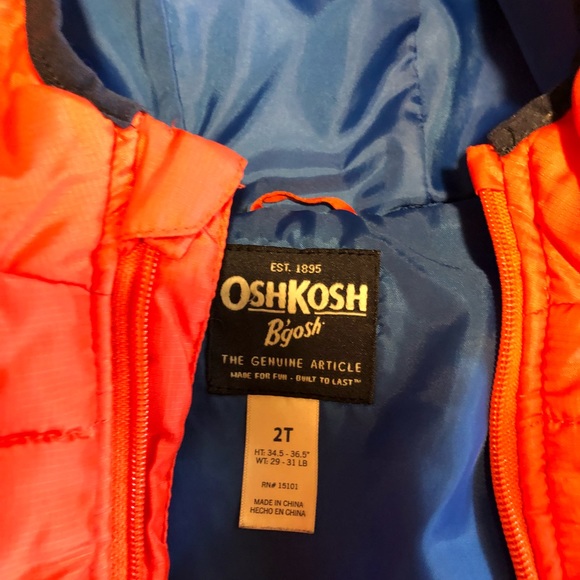 EST. 1895
OSHKOSH
B'gosh
THE GENUINE ARTICLE
MADE FOR FUN - BUILT TO LAST™
2T
HT: 34.5 - 36.5"
WT: 29 - 31 LB
RN# 15101
MADE IN CHINA
HECHO EN CHINA